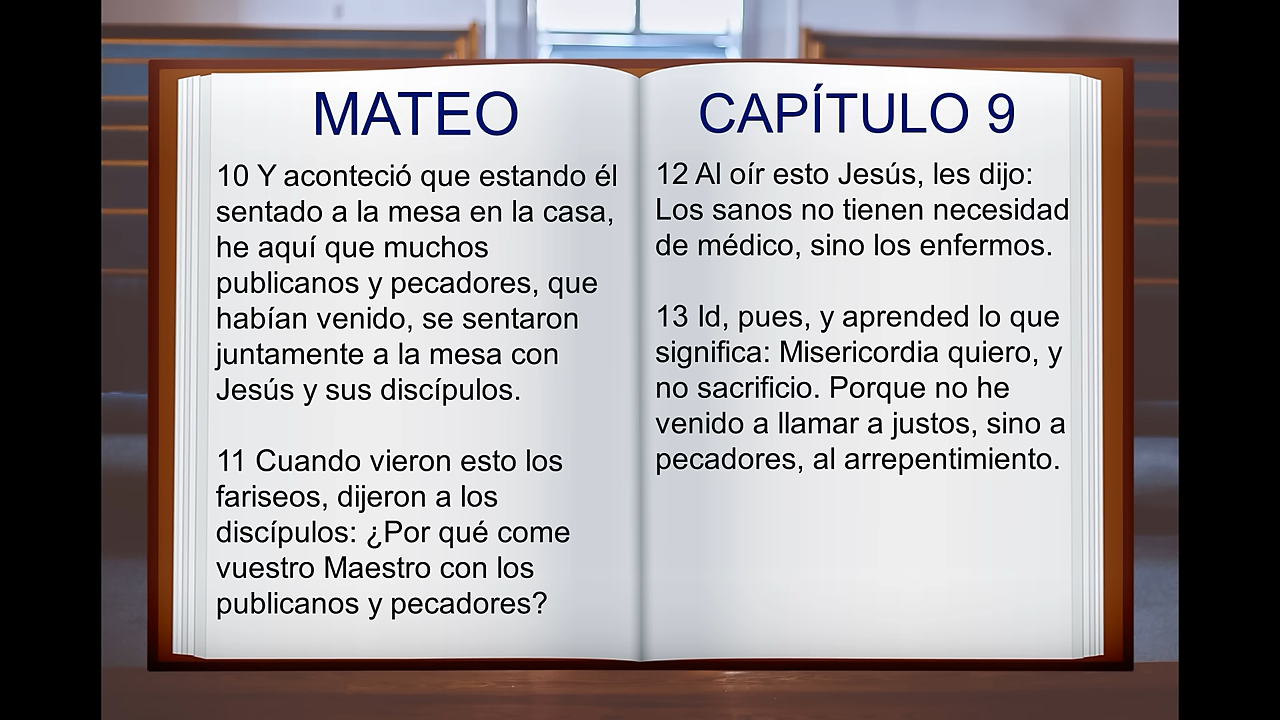 MATEO
10 Y aconteció que estando él
sentado a la mesa en la casa,
he aquí que muchos
publicanos y pecadores, que
habían venido, se sentaron
juntamente a la mesa con
Jesús y sus discípulos.
11 Cuando vieron esto los
fariseos, dijeron a los
discípulos: ¿Por qué come
vuestro Maestro con los
publicanos y pecadores?
CAPÍTULO 9
12 Al oír esto Jesús, les dijo:
Los sanos no tienen necesidad
de médico, sino los enfermos.
13 Id, pues, y aprended lo que
significa: Misericordia quiero, y
no sacrificio. Porque no he
venido a llamar a justos, sino a
pecadores, al arrepentimiento.